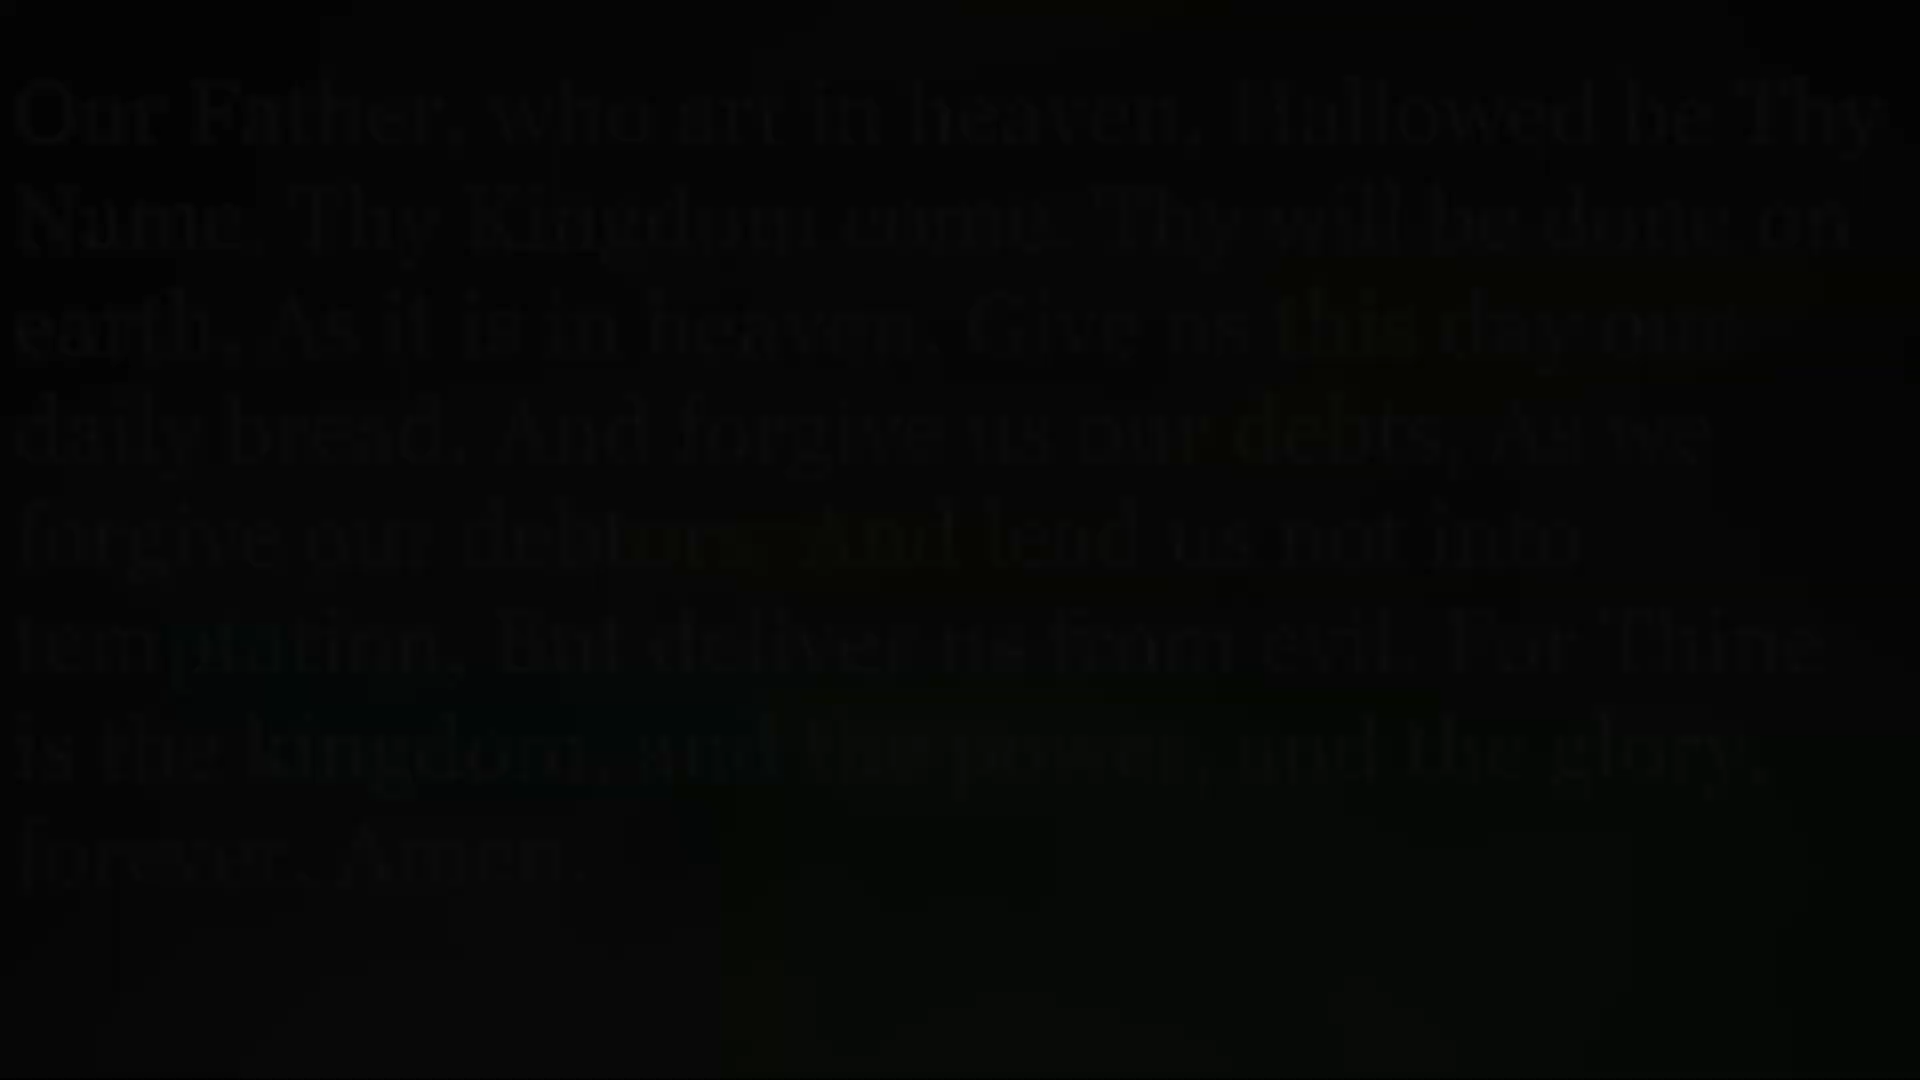 Our Father, who art in heaven, Hallowed be Thy
Name. Thy Kingdom come. Thy will be done on
earth, As it is in heaven. Give us this day our
daily bread. And forgive us our debts, As we
forgive our debtors. And lead us not into
temptation, But deliver us from evil. For Thine
is the kingdom, and the power, and the glory,
forever. Amen.